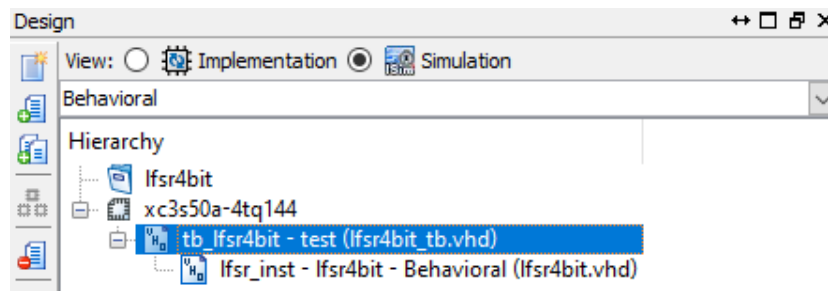 Design
View: Implementation Simulation
Behavioral
Hierarchy
lfsr4bit
xc3s50a-4tq144
tb_lfsr4bit - test (lfsr4bit_tb.vhd)
lfsr_inst - lfsr4bit - Behavioral (lfsr4bit.vhd)